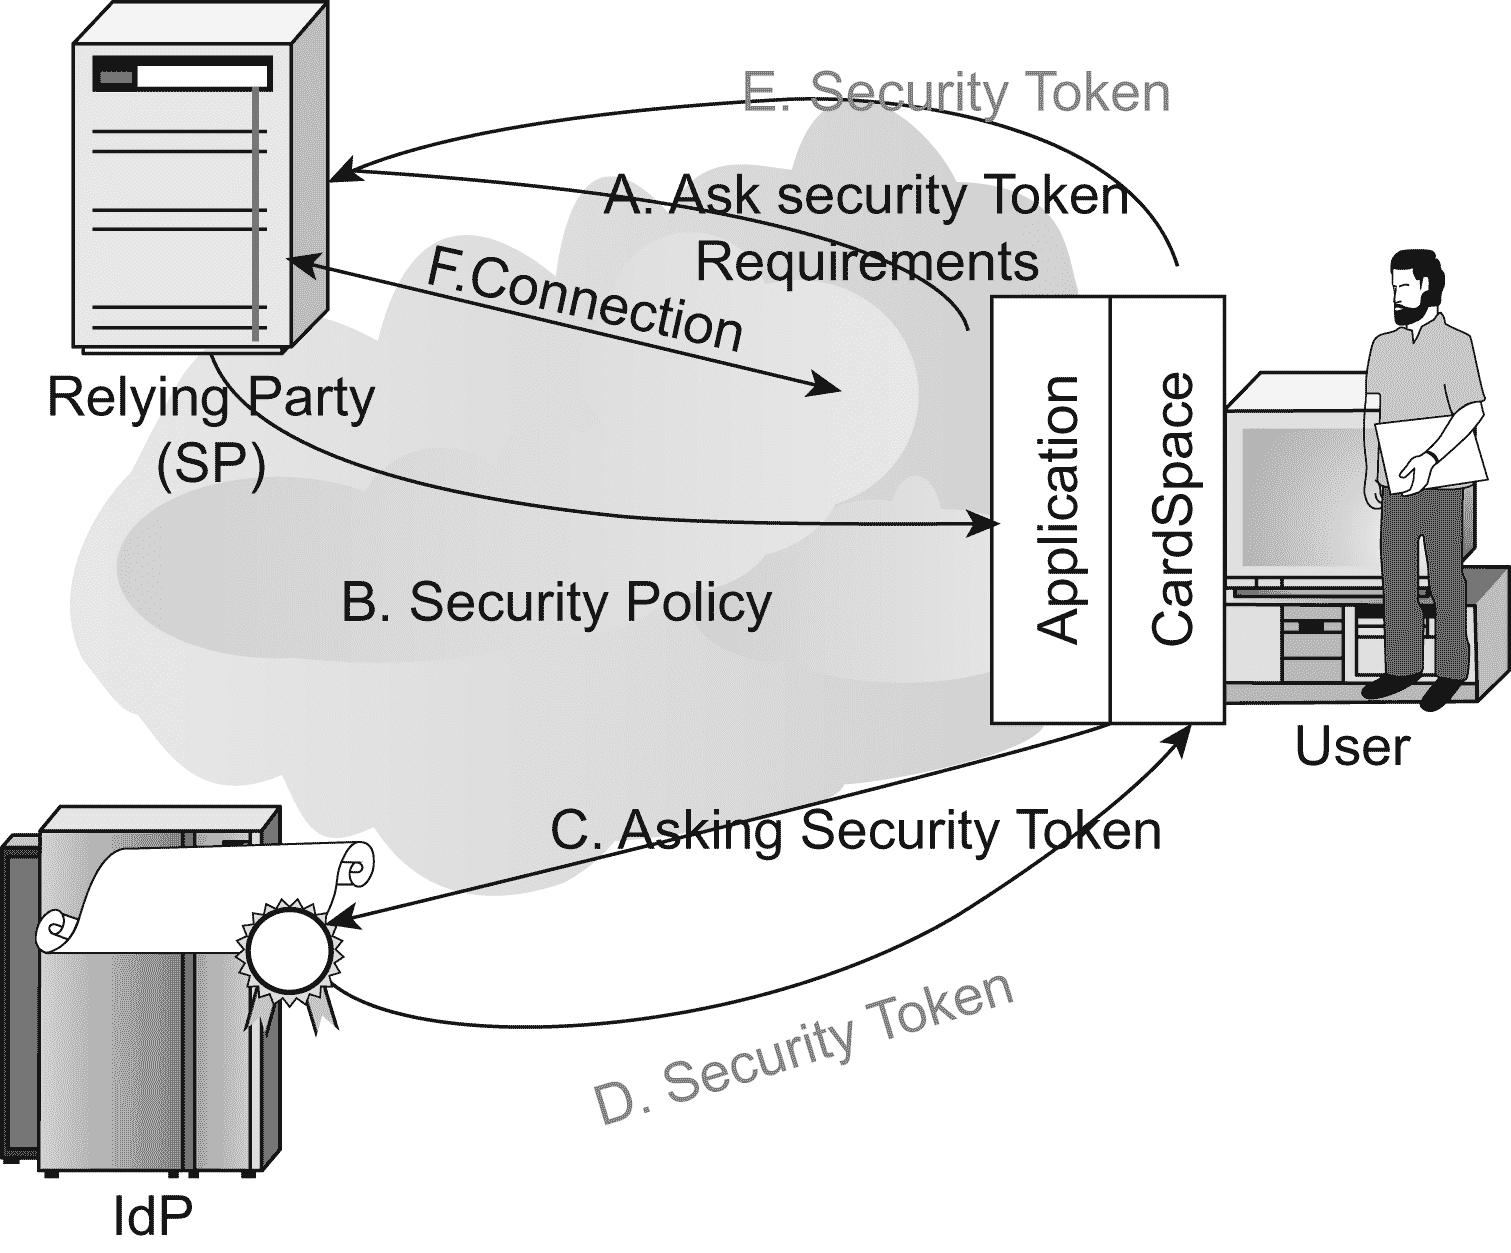 E. Security Token
A. Ask security Token
Requirements
F.Connection
Relying Party
(SP)
Application
CardSpace
B. Security Policy
User
C. Asking Security Token
D. Security Token
IdP